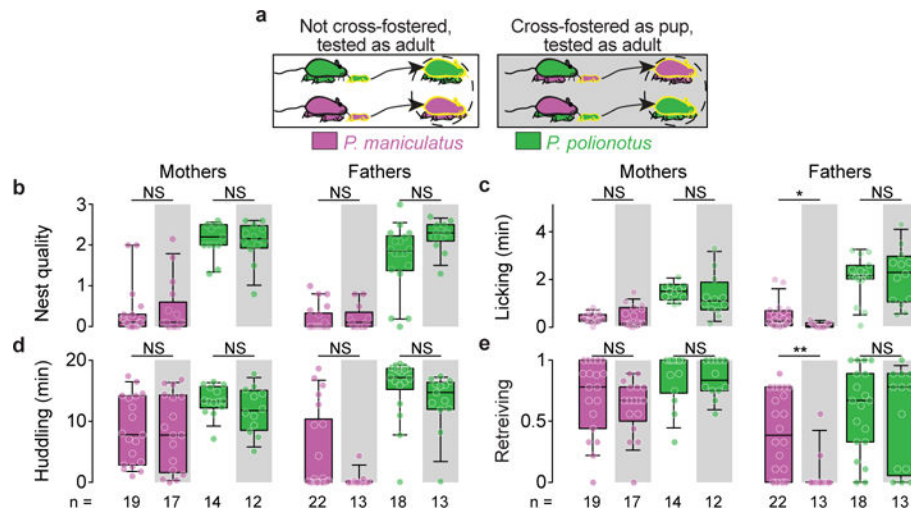 a
Not cross-fostered,
tested as adult
Cross-fostered as pup,
tested as adult
P. maniculatus
P. polionotus
b
Mothers
Fathers
NS
NS
NS
NS
Nest quality
3
2
1
0
c
Mothers
Fathers
NS
NS
*
NS
Licking (min)
4
2
0
d
NS
NS
NS
NS
Huddling (min)
20
10
0
n =
19
17
14
12
22
13
18
13
e
NS
NS
**
NS
Retreiving
1
0.5
0
n =
19
17
14
12
22
13
18
13